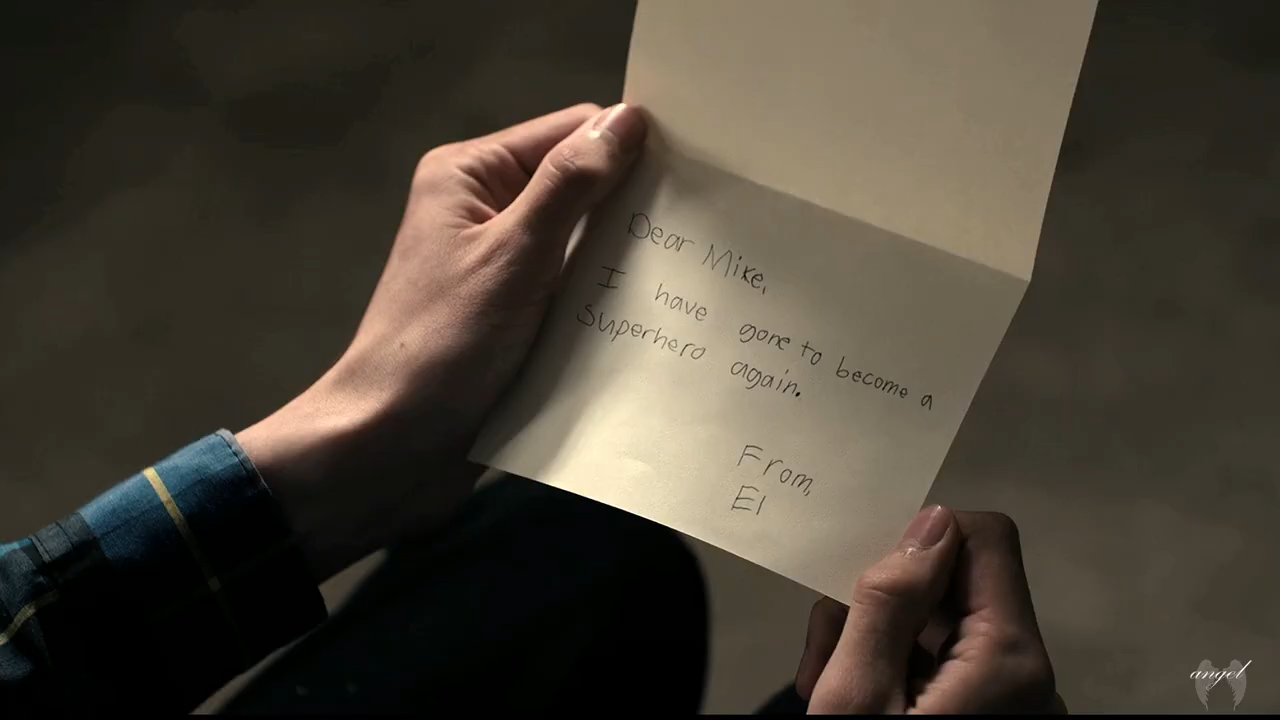 Dear Mike,
I have gone to become a
Superhero again.
From,
El
angel